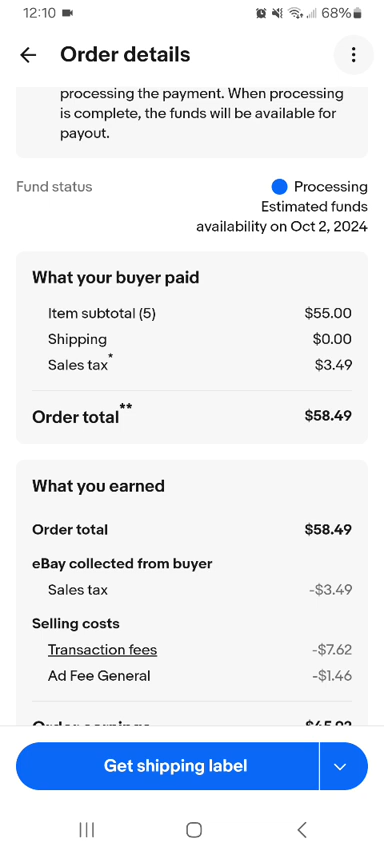 12:10 68%
Order details
processing the payment. When processing
is complete, the funds will be available for
payout.
Fund status Processing
Estimated funds
availability on Oct 2, 2024
What your buyer paid
Item subtotal (5) $55.00
Shipping $0.00
Sales tax* $3.49
Order total** $58.49
What you earned
Order total $58.49
eBay collected from buyer
Sales tax -$3.49
Selling costs
Transaction fees -$7.62
Ad Fee General -$1.46
Order earnings
Get shipping label